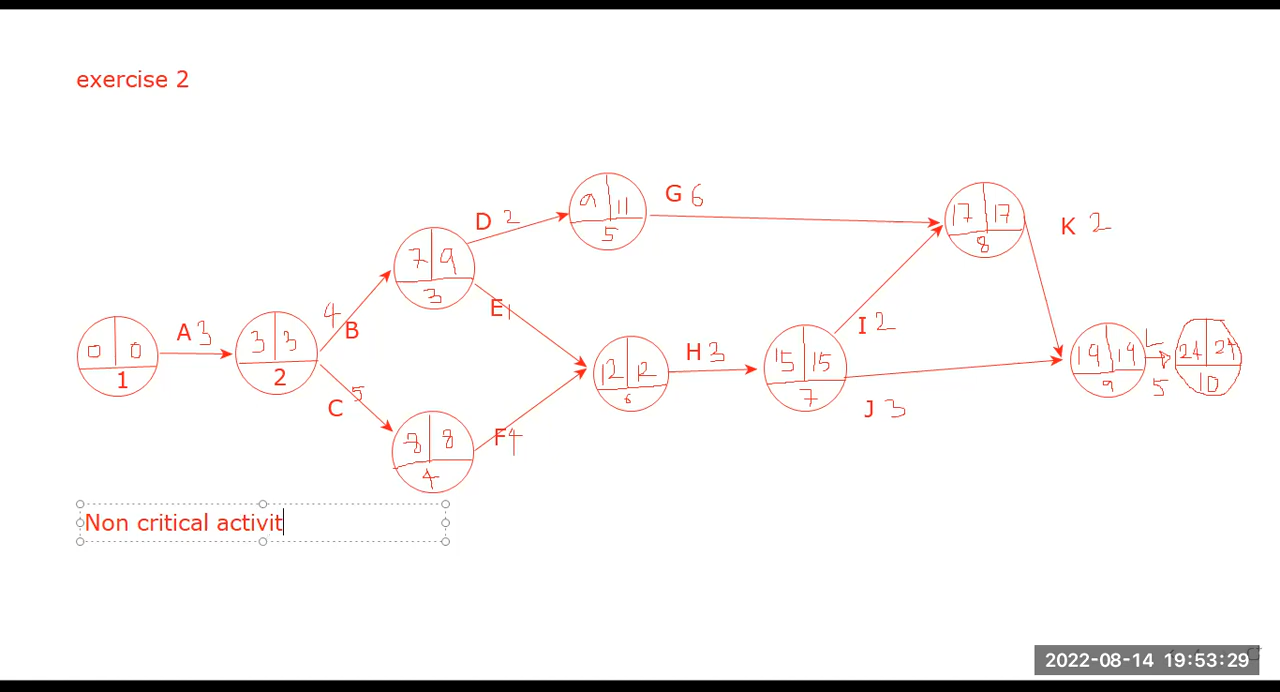 exercise 2
9 11
5
G 6
17 17
8
K 2
D 2
7 9
3
4
B
E 1
A 3
0 0
1
3 3
2
5
C
12 12
6
H 3
15 15
7
I 2
J 3
19 19
9
L
5
24 24
10
8 8
4
F 4
Non critical activit
2022-08-14 19:53:29